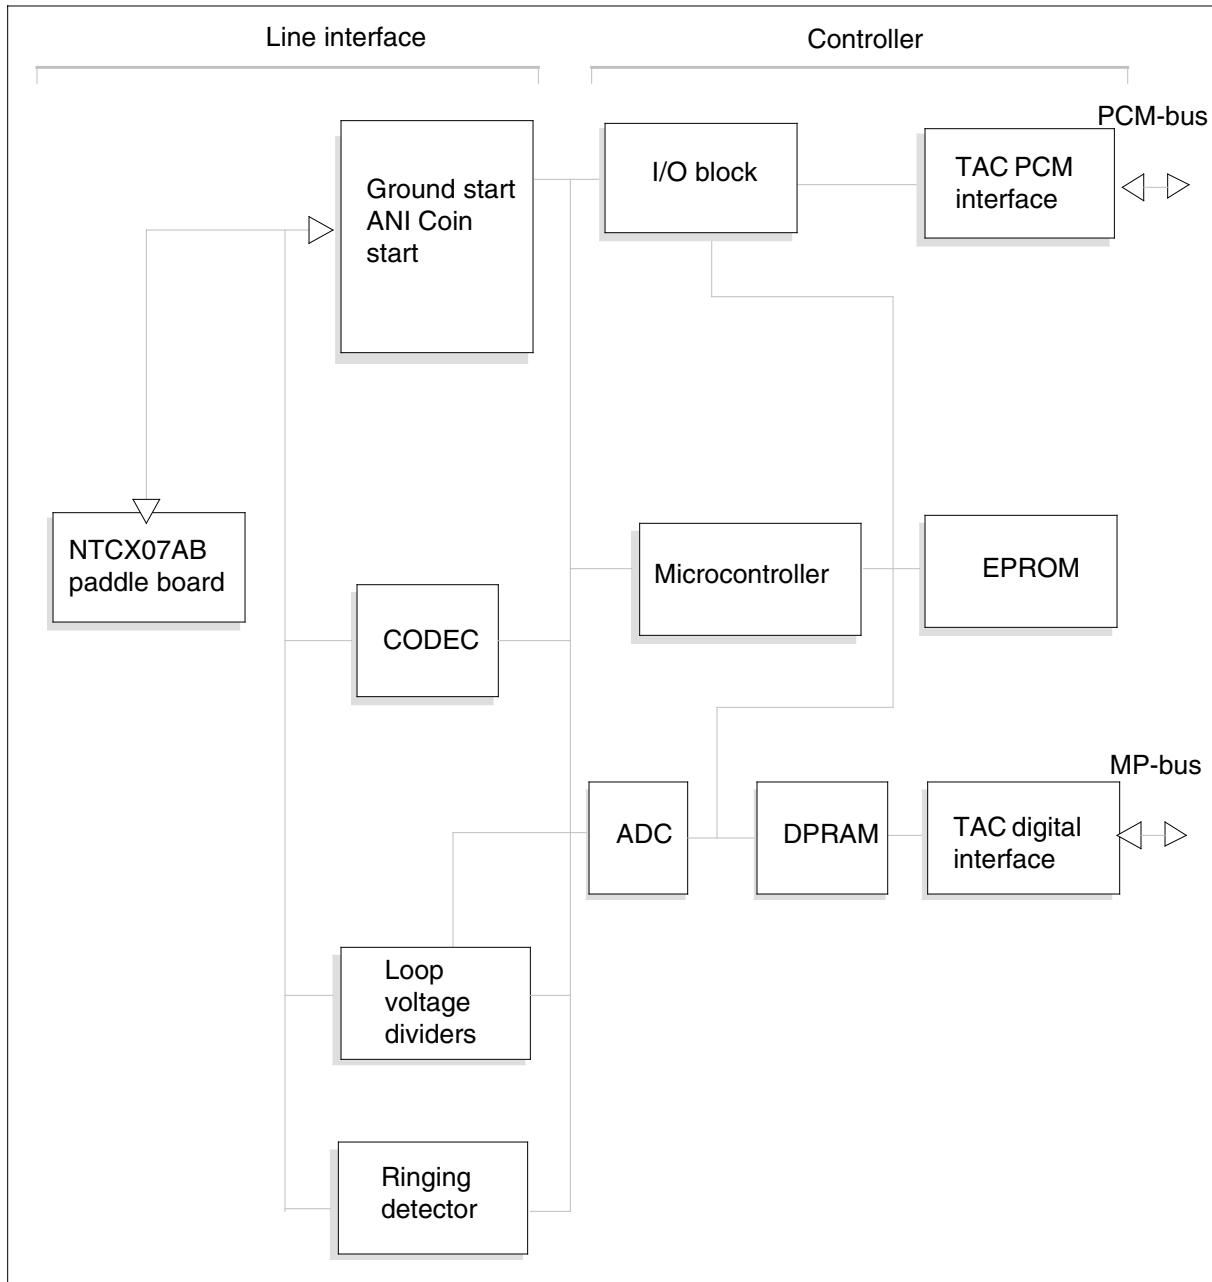 Line interface
Controller
PCM-bus
Ground start
ANI Coin
start
I/O block
TAC PCM
interface
NTCX07AB
paddle board
CODEC
Microcontroller
EPROM
MP-bus
ADC
DPRAM
TAC digital
interface
Loop
voltage
dividers
Ringing
detector